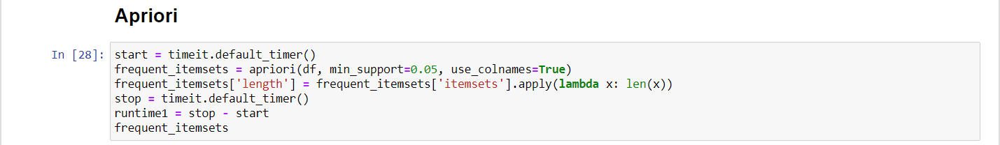 Apriori
In [28]: start = timeit.default_timer()
frequent_itemsets = apriori(df, min_support=0.05, use_colnames=True)
frequent_itemsets['length'] = frequent_itemsets['itemsets'].apply(lambda x: len(x))
stop = timeit.default_timer()
runtime1 = stop - start
frequent_itemsets